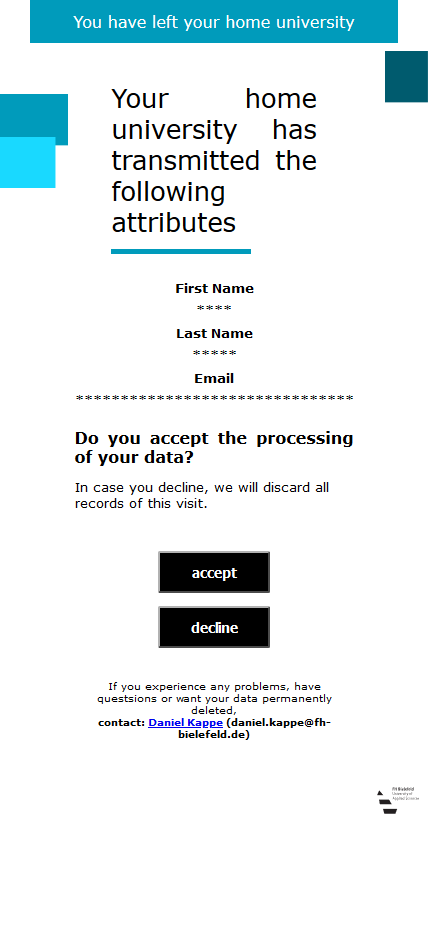 You have left your home university
Your home
university has
transmitted the
following
attributes
First Name
****
Last Name
*****
Email
*******************************
Do you accept the processing
of your data?
In case you decline, we will discard all
records of this visit.
accept
decline
If you experience any problems, have
questsions or want your data permanently
deleted,
contact: Daniel Kappe (daniel.kappe@fh-
bielefeld.de)
FH Bielefeld
University of
Applied Sciences